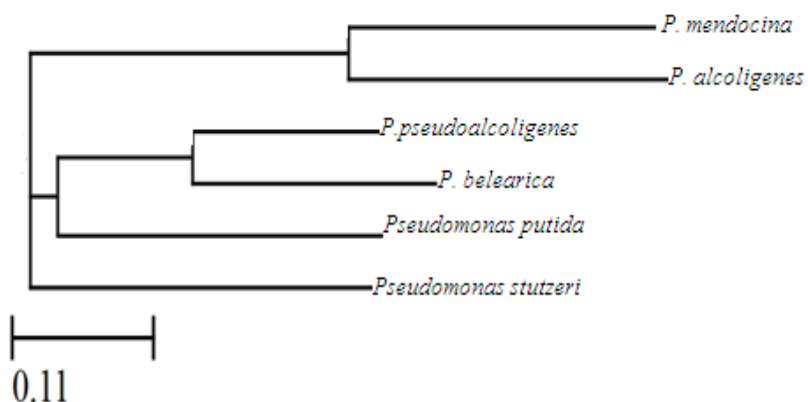 P. mendocina
P. alcoligenes
P.pseudoalcoligenes
P. belearica
Pseudomonas putida
Pseudomonas stutzeri
0.11